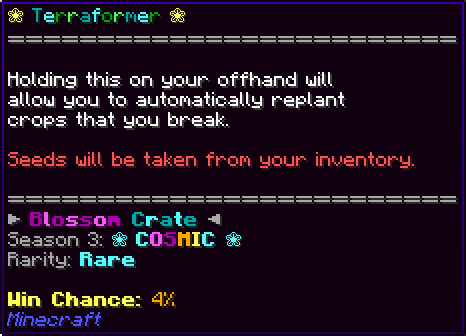 ❀ Terraformer ❀
==================================
Holding this on your offhand will
allow you to automatically replant
crops that you break.
Seeds will be taken from your inventory.
==================================
▶ Blossom Crate ◀
Season 3: ❀ COSMIC ❀
Rarity: Rare
Win Chance: 4%
Minecraft